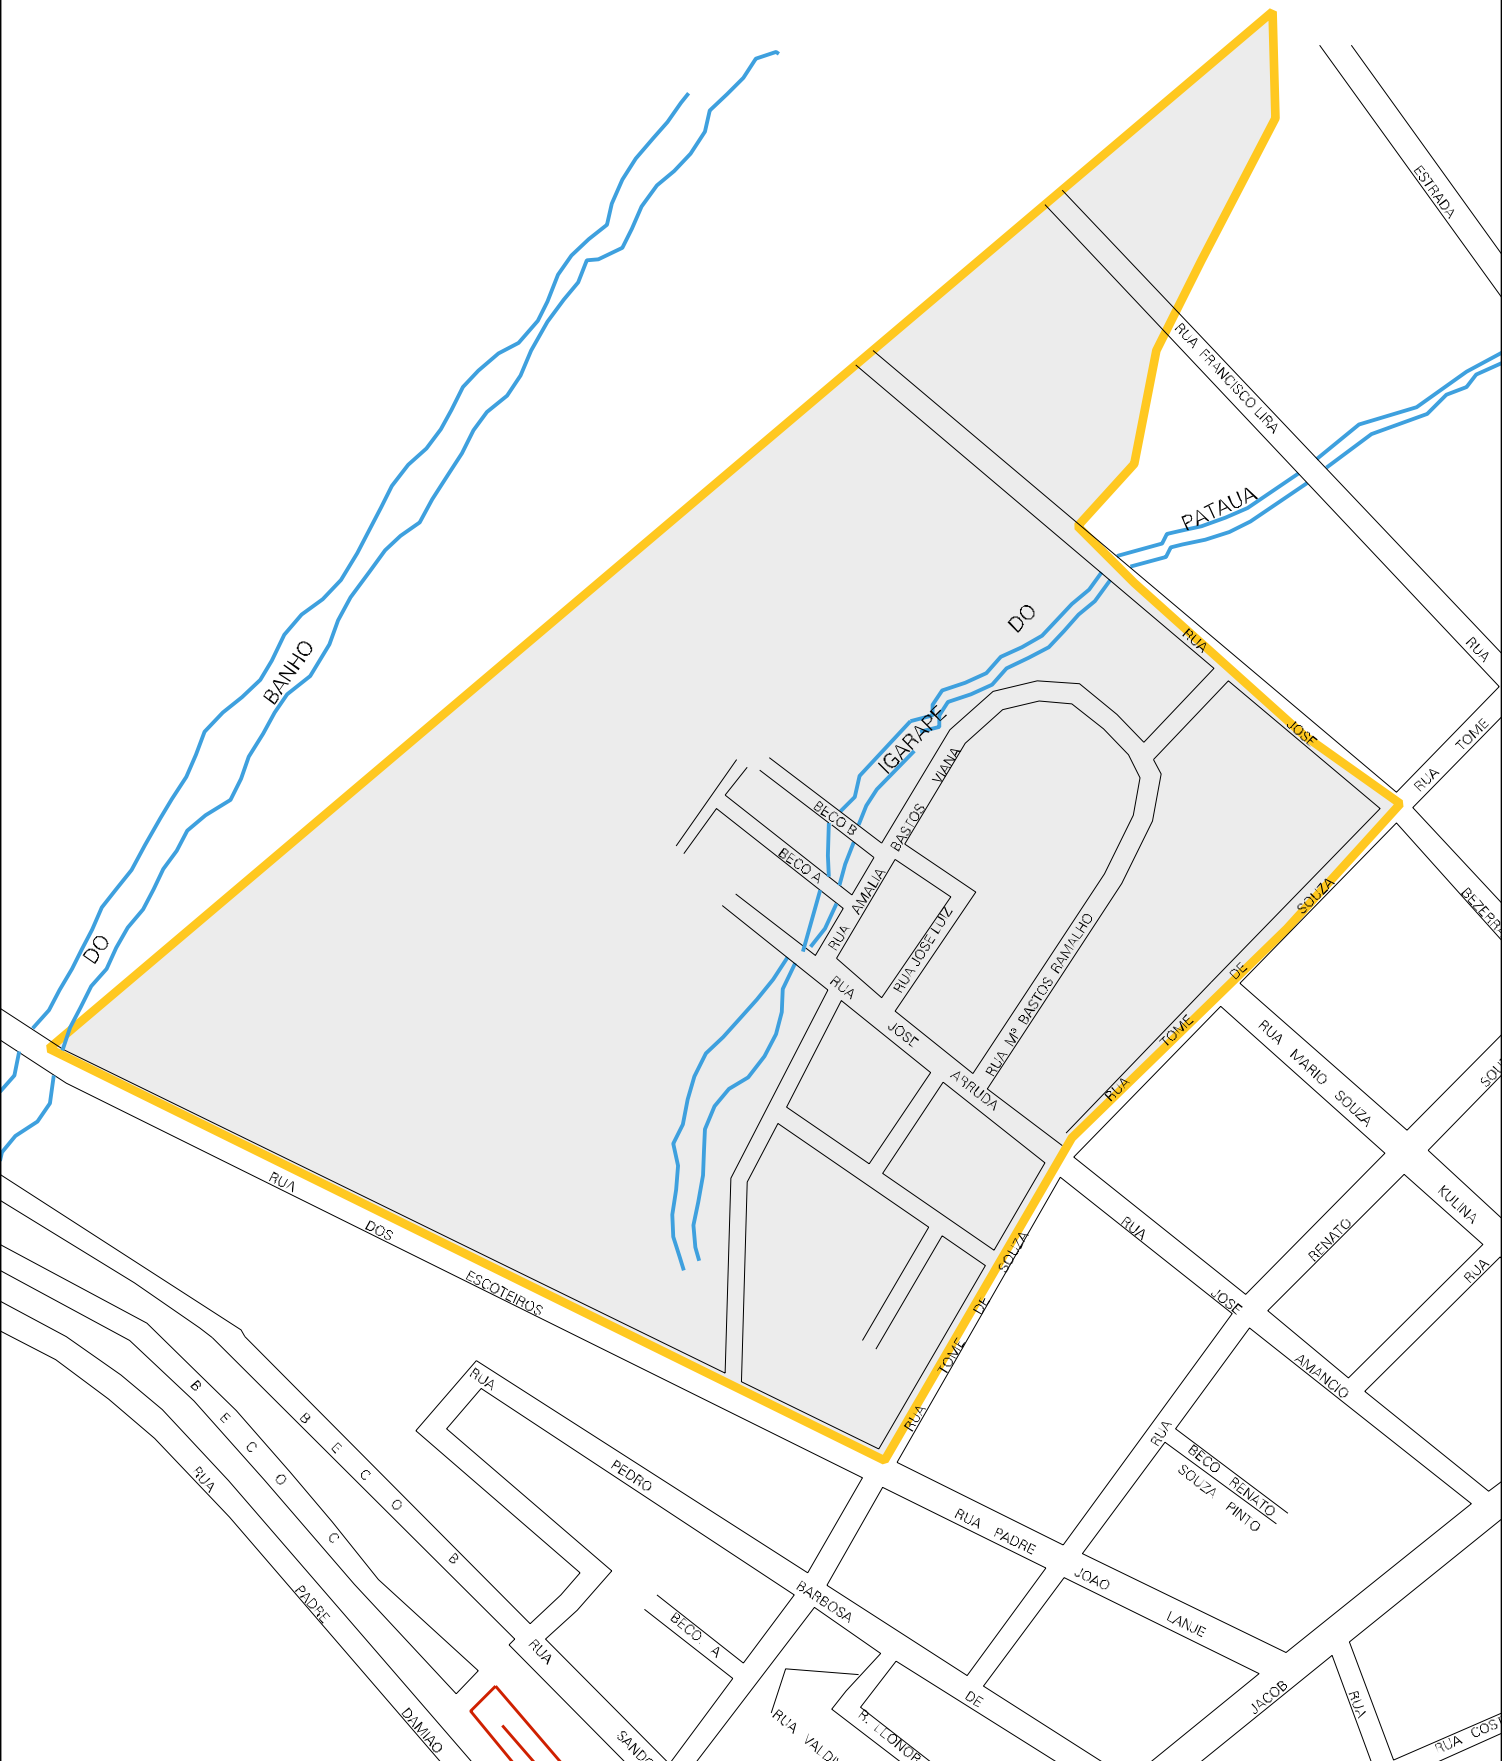 ESTRADA
RUA FRANCISCO LIRA
PATAUA
DO
IGARAPE
RUA
JOSE
RUA
RUA TOME
BANHO
DO
VIANA
BASTOS
AMALIA
RUA
BECO B
BECO A
RUA JOSE LUIZ
RUA Mª BASTOS RAMALHO
RUA
JOSE
ARRUDA
SOUZA
DE
TOME
RUA
RUA MARIO SOUZA
KULINA
RENATO
RUA
RUA
JOSE
AMANCIO
RUA
DOS
ESCOTEIROS
SOUZA
DE
TOME
RUA
RUA
BECO RENATO
SOUZA PINTO
RUA PADRE
JOAO
LANJE
RUA
PEDRO
BARBOSA
DE
BECO A
BECO B
BECO C
RUA
PADRE
DAMIAO
RUA
JACOB
RUA